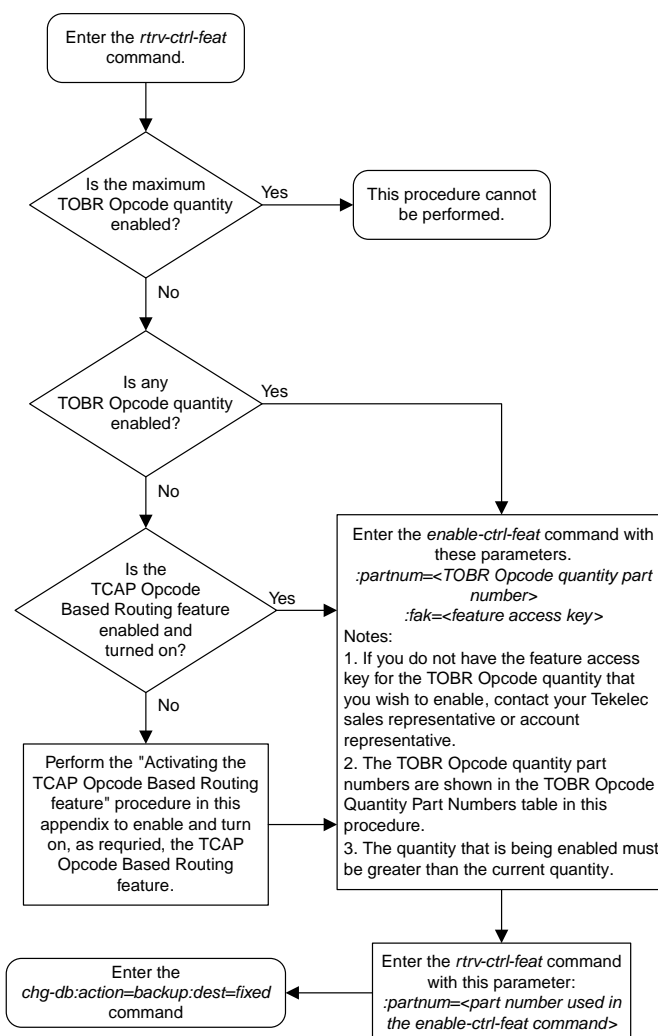 Enter the rtrv-ctrl-feat
command.
Is the maximum
TOBR Opcode quantity
enabled?
Yes
This procedure cannot
be performed.
No
Is any
TOBR Opcode quantity
enabled?
Yes
No
Is the
TCAP Opcode
Based Routing feature
enabled and
turned on?
Yes
No
Perform the "Activating the
TCAP Opcode Based Routing
feature" procedure in this
appendix to enable and turn
on, as requried, the TCAP
Opcode Based Routing
feature.
Enter the enable-ctrl-feat command with
these parameters.
:partnum=<TOBR Opcode quantity part
number>
:fak=<feature access key>
Notes:
1. If you do not have the feature access
key for the TOBR Opcode quantity that
you wish to enable, contact your Tekelec
sales representative or account
representative.
2. The TOBR Opcode quantity part
numbers are shown in the TOBR Opcode
Quantity Part Numbers table in this
procedure.
3. The quantity that is being enabled must
be greater than the current quantity.
Enter the rtrv-ctrl-feat command
with this parameter:
:partnum=<part number used in
the enable-ctrl-feat command>
Enter the
chg-db:action=backup:dest=fixed
command